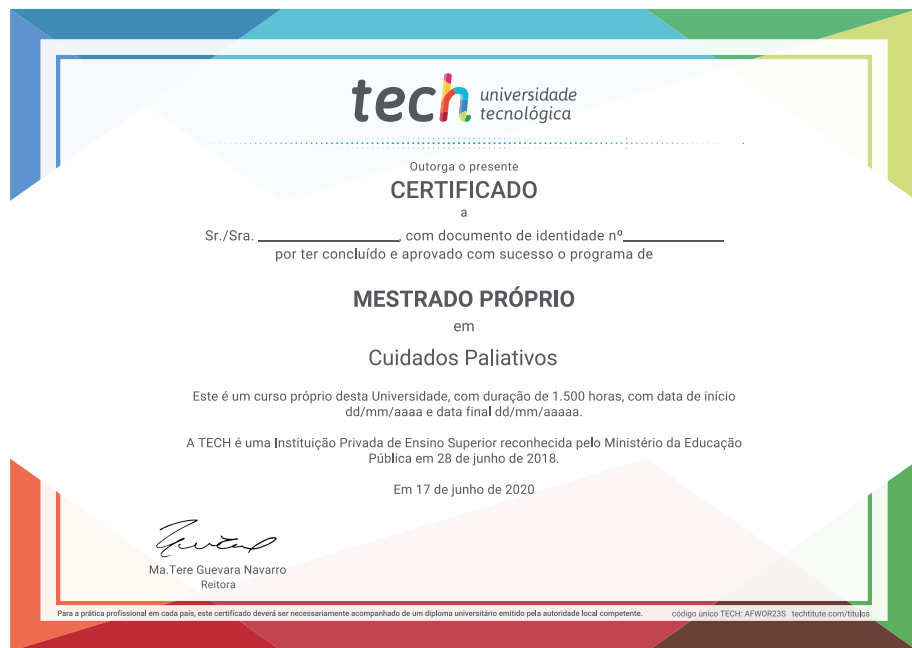 tech universidade
tecnológica
Outorga o presente
CERTIFICADO
a
Sr./Sra. __________________, com documento de identidade nº_____________
por ter concluído e aprovado com sucesso o programa de
MESTRADO PRÓPRIO
em
Cuidados Paliativos
Este é um curso próprio desta Universidade, com duração de 1.500 horas, com data de início
dd/mm/aaaa e data final dd/mm/aaaaa.
A TECH é uma Instituição Privada de Ensino Superior reconhecida pelo Ministério da Educação
Pública em 28 de junho de 2018.
Em 17 de junho de 2020
Ma.Tere Guevara Navarro
Reitora
Para a prática profissional em cada país, este certificado deverá ser necessariamente acompanhado de um diploma universitário emitido pela autoridade local competente. código único TECH: AFWOR23S techtitute.com/titulos